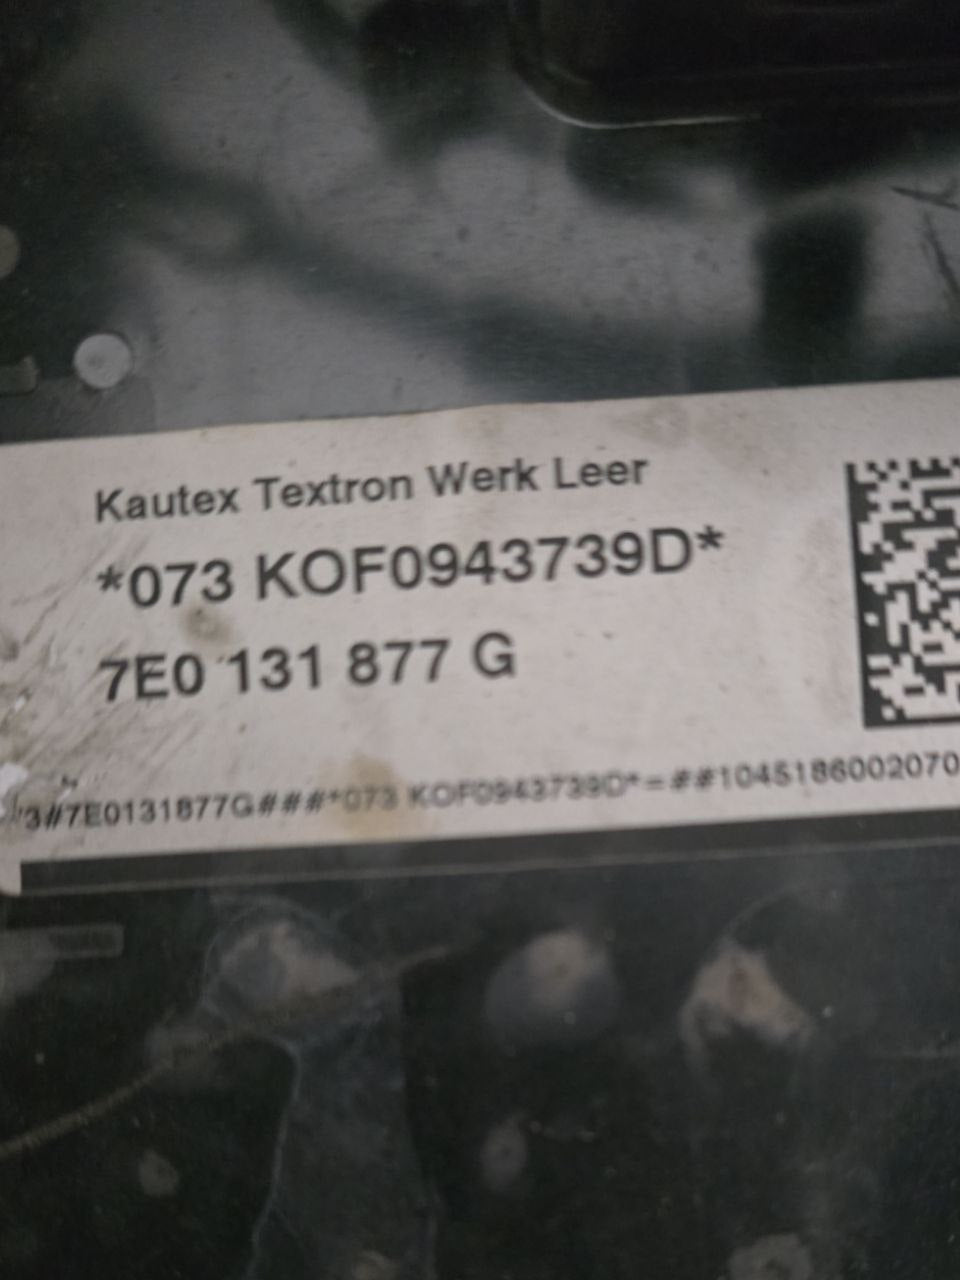 Kautex Textron Werk Leer
*073 KOF0943739D*
7E0 131 877 G
3#7E0131877G###*073 KOF0943739D*=##1045186002070